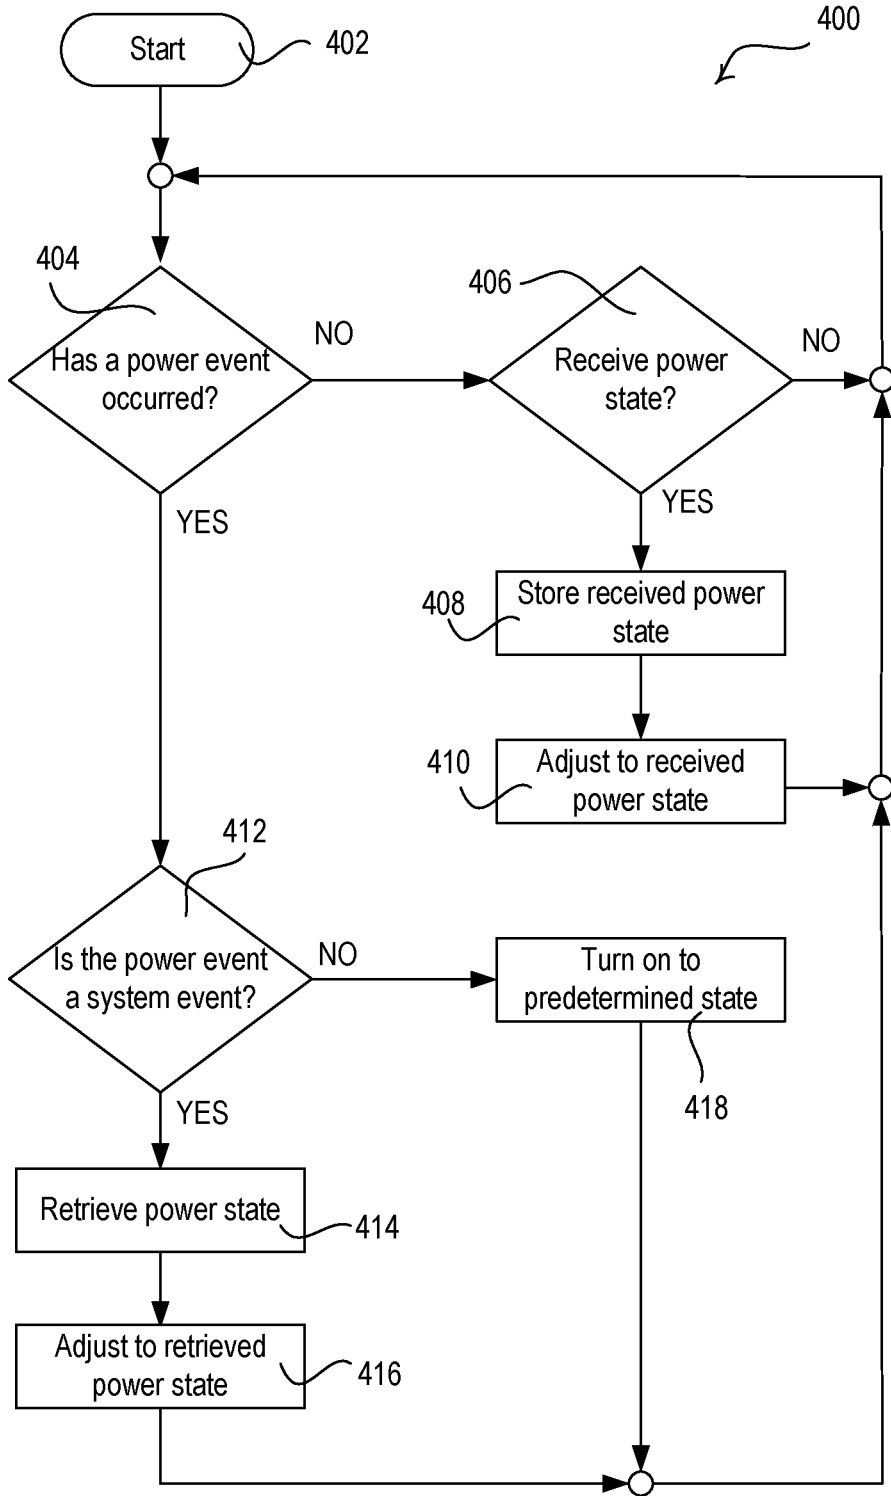 Start
402
400
404
406
Has a power event
occurred?
NO
Receive power
state?
NO
YES
YES
408
Store received power
state
410
Adjust to received
power state
412
Is the power event
a system event?
NO
Turn on to
predetermined state
418
YES
Retrieve power state
414
Adjust to retrieved
power state
416